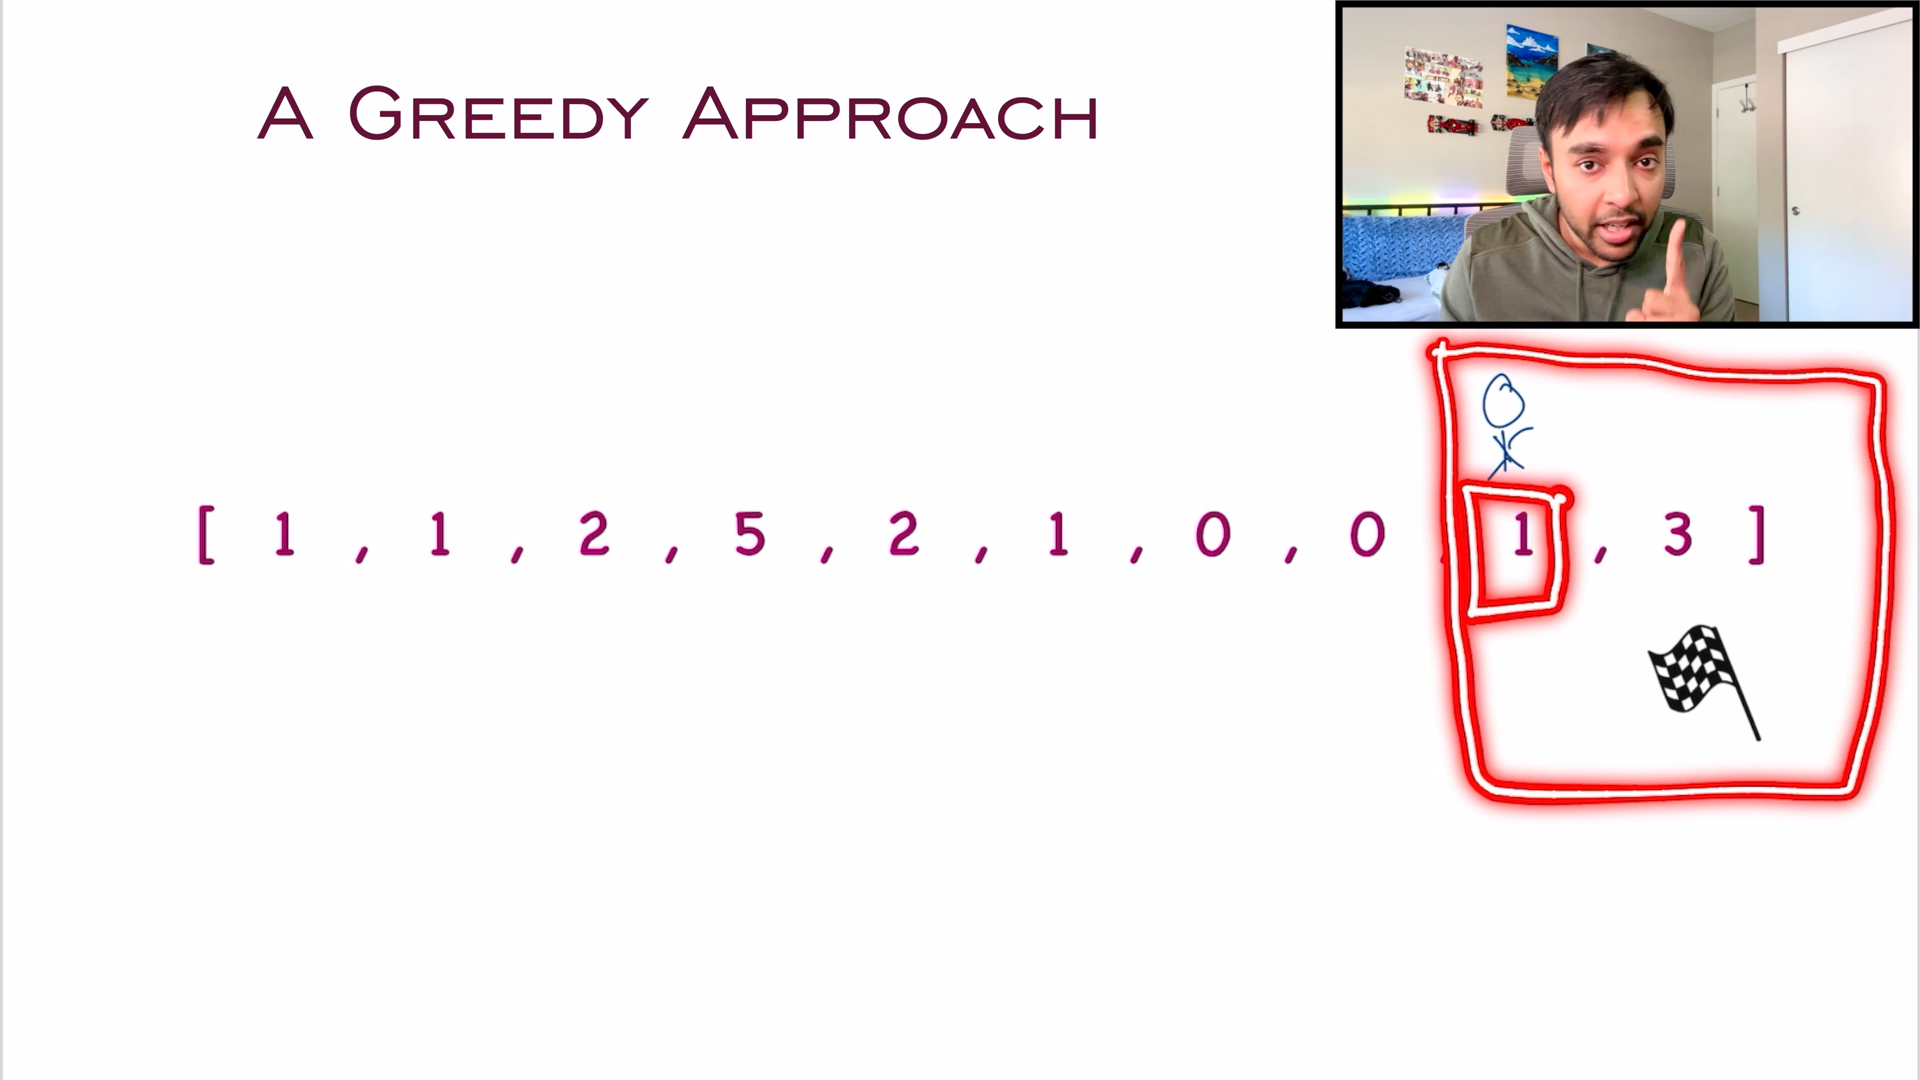 A GREEDY APPROACH
[ 1 , 1 , 2 , 5 , 2 , 1 , 0 , 0 , 1 , 3 ]